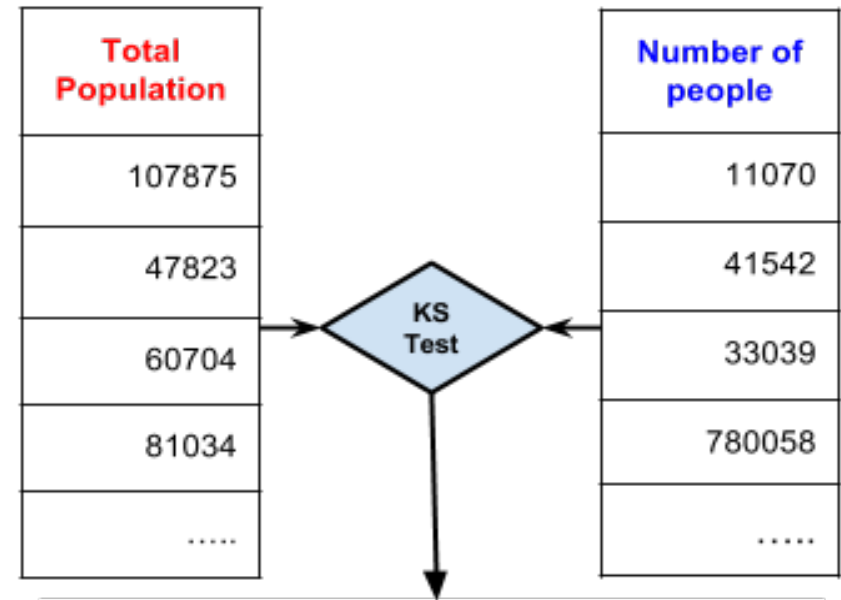 Total
Population
107875
47823
60704
81034
.....
KS
Test
Number of
people
11070
41542
33039
780058
.....